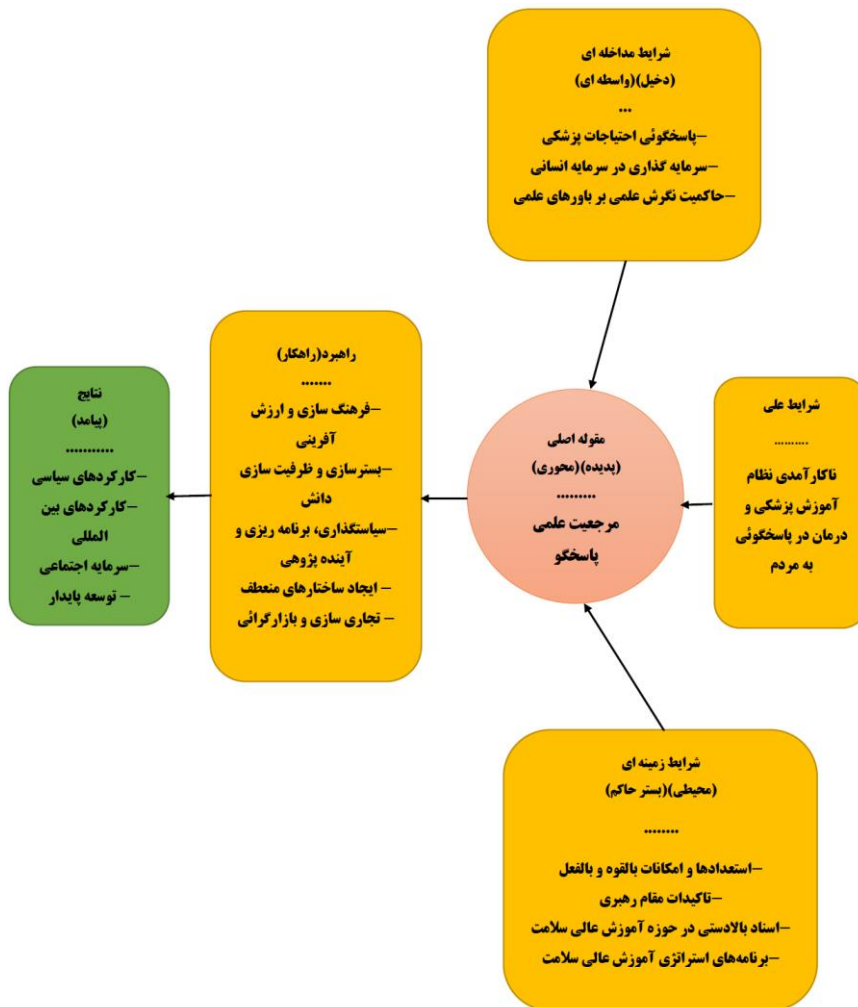 شرایط مداخله ای
(دخیل)(واسطه ای)
...
–پاسخگوئی احتیاجات پزشکی
–سرمایه گذاری در سرمایه انسانی
–حاکمیت نگرش علمی بر باورهای علمی
شرایط علی
..........
ناکارآمدی نظام
آموزش پزشکی و
درمان در پاسخگوئی
به مردم
مقوله اصلی
(پدیده)(محوری)
.........
مرجعیت علمی
پاسخگو
راهبرد(راهکار)
.......
–فرهنگ سازی و ارزش
آفرینی
–بسترسازی و ظرفیت سازی
دانش
–سیاستگذاری، برنامه ریزی و
آینده پژوهی
– ایجاد ساختارهای منعطف
– تجاری سازی و بازارگرائی
نتایج
(پیامد)
...........
–کارکردهای سیاسی
–کارکردهای بین
المللی
–سرمایه اجتماعی
– توسعه پایدار
شرایط زمینه ای
(محیطی)(بستر حاکم)
........
–استعدادها و امکانات بالقوه و بالفعل
–تاکیدات مقام رهبری
–اسناد بالادستی در حوزه آموزش عالی سلامت
–برنامه‌های استراتژی آموزش عالی سلامت